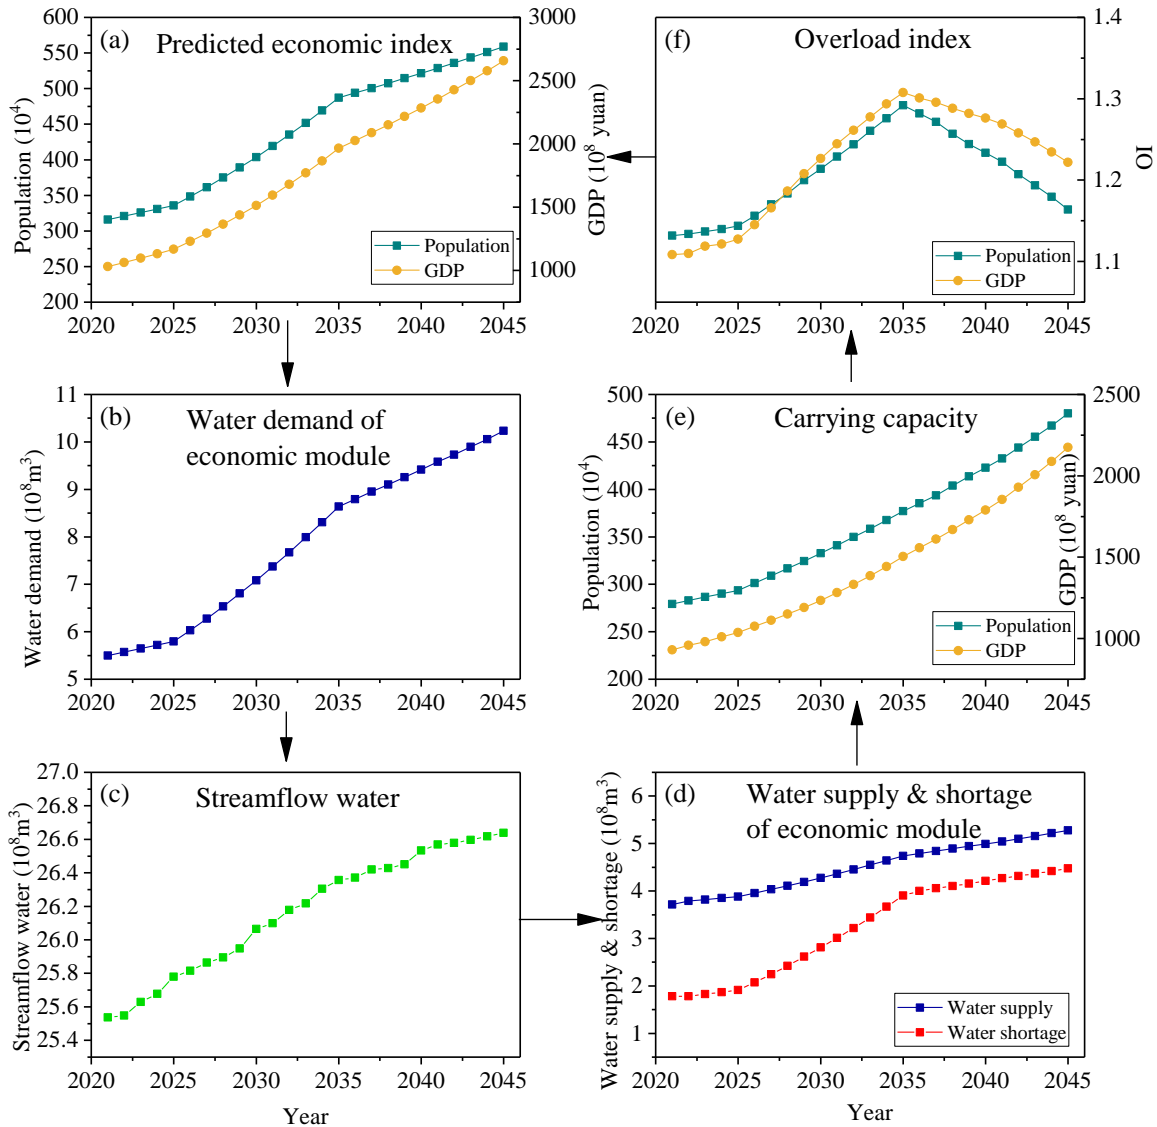 (a) Predicted economic index
Population (10⁴)
600
550
500
450
400
350
300
250
200
GDP (10⁸ yuan)
3000
2500
2000
1500
1000
Population
GDP
2020 2025 2030 2035 2040 2045
(f) Overload index
OI
1.4
1.3
1.2
1.1
Population
GDP
2020 2025 2030 2035 2040 2045
(b) Water demand of
economic module
Water demand (10⁸m³)
11
10
9
8
7
6
5
2020 2025 2030 2035 2040 2045
(e) Carrying capacity
Population (10⁴)
500
450
400
350
300
250
200
GDP (10⁸ yuan)
2500
2000
1500
1000
Population
GDP
2020 2025 2030 2035 2040 2045
(c) Streamflow water
Streamflow water (10⁸m³)
27.0
26.8
26.6
26.4
26.2
26.0
25.8
25.6
25.4
2020 2025 2030 2035 2040 2045
Year
(d) Water supply & shortage
of economic module
Water supply & shortage (10⁸m³)
6
5
4
3
2
1
Water supply
Water shortage
2020 2025 2030 2035 2040 2045
Year